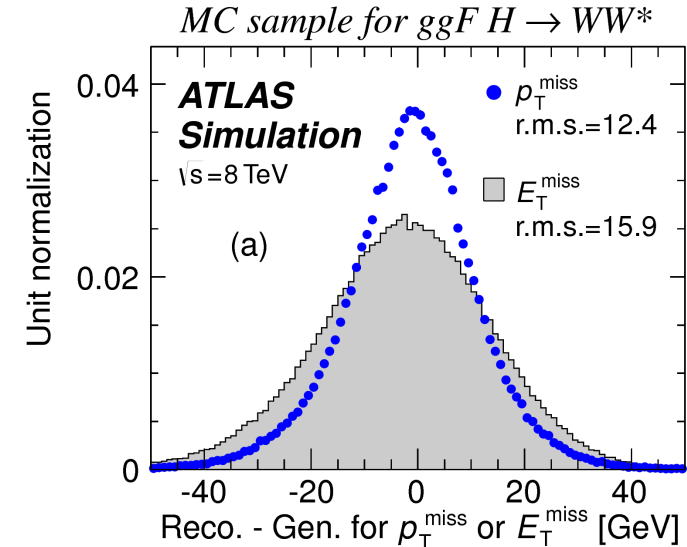 MC sample for ggF H → WW*
ATLAS
Simulation
√s=8 TeV
(a)
p_T^miss
r.m.s.=12.4
E_T^miss
r.m.s.=15.9
Unit normalization
0.04
0.02
0
-40 -20 0 20 40
Reco. - Gen. for p_T^miss or E_T^miss [GeV]